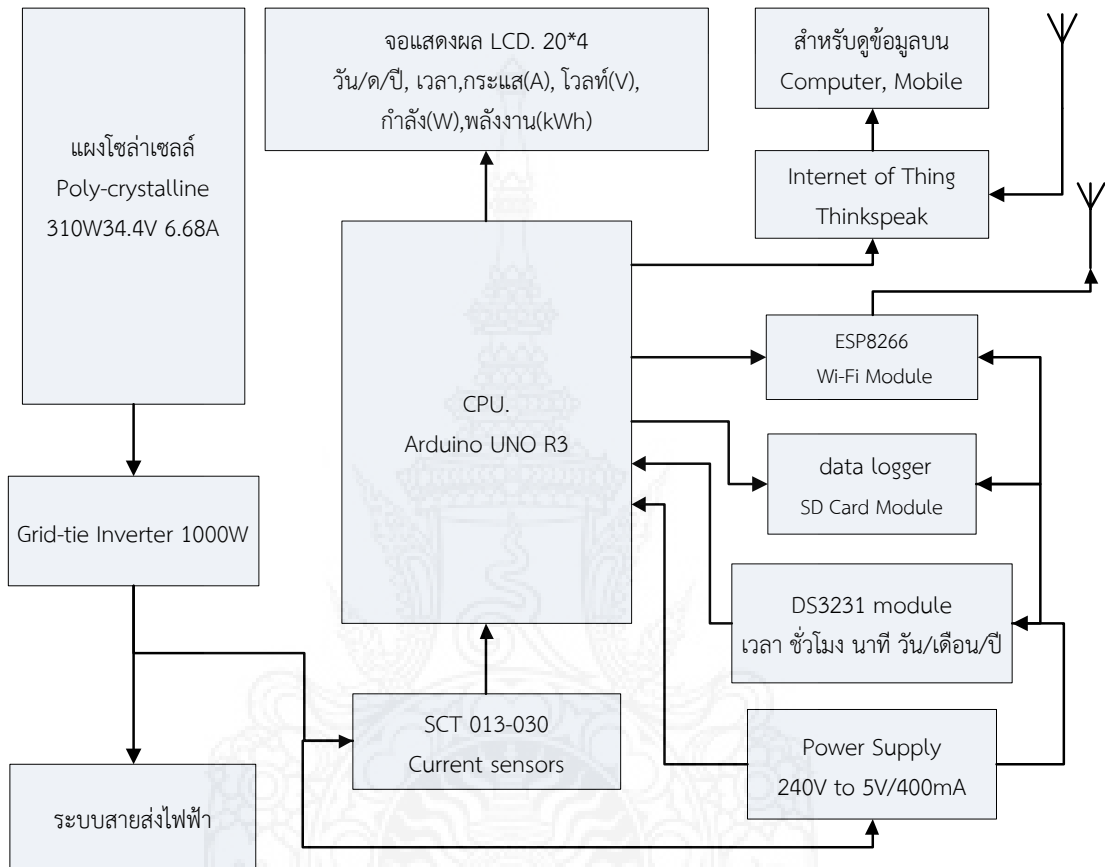 แผงโซล่าเซลล์
Poly-crystalline
310W34.4V 6.68A
จอแสดงผล LCD. 20*4
วัน/ด/ปี, เวลา,กระแส(A), โวลท์(V),
กำลัง(W),พลังงาน(kWh)
สำหรับดูข้อมูลบน
Computer, Mobile
Internet of Thing
Thinkspeak
ESP8266
Wi-Fi Module
CPU.
Arduino UNO R3
data logger
SD Card Module
Grid-tie Inverter 1000W
DS3231 module
เวลา ชั่วโมง นาที วัน/เดือน/ปี
SCT 013-030
Current sensors
Power Supply
240V to 5V/400mA
ระบบสายส่งไฟฟ้า